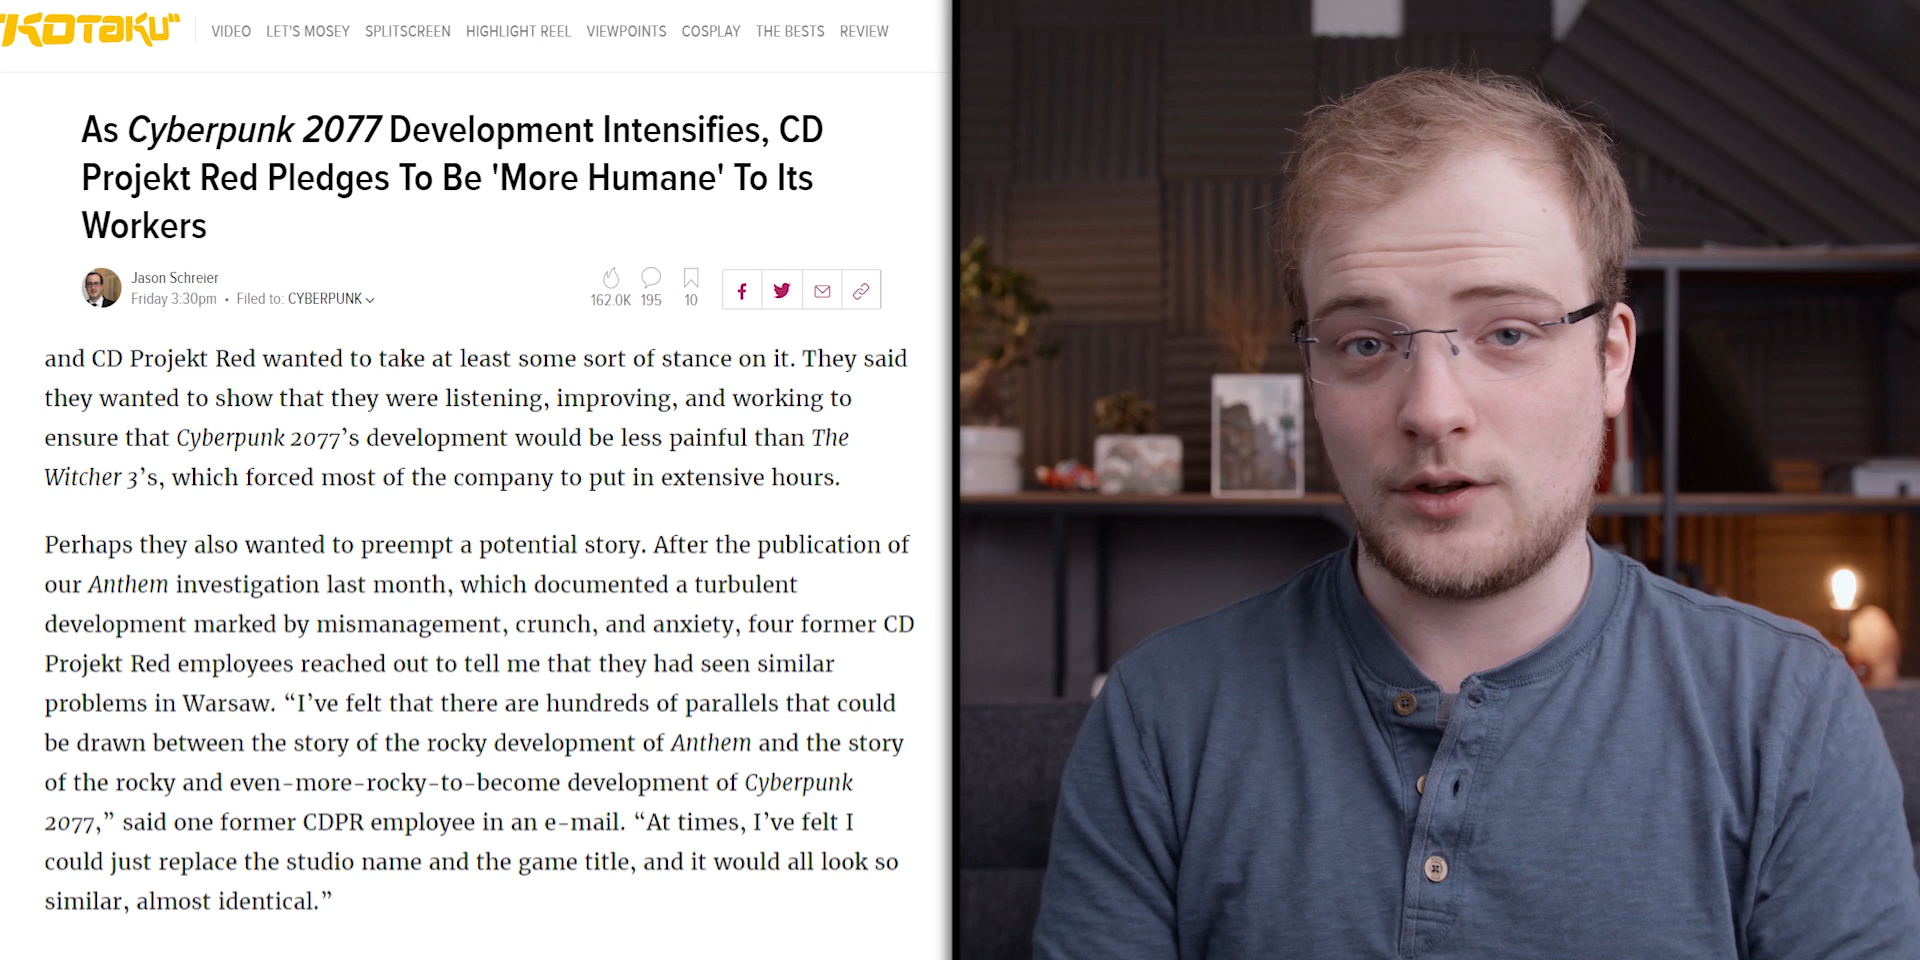 KOTAKU
VIDEO LET'S MOSEY SPLITSCREEN HIGHLIGHT REEL VIEWPOINTS COSPLAY THE BESTS REVIEW
As Cyberpunk 2077 Development Intensifies, CD
Projekt Red Pledges To Be 'More Humane' To Its
Workers
Jason Schreier
Friday 3:30pm • Filed to: CYBERPUNK
162.0K 195 10
and CD Projekt Red wanted to take at least some sort of stance on it. They said
they wanted to show that they were listening, improving, and working to
ensure that Cyberpunk 2077’s development would be less painful than The
Witcher 3’s, which forced most of the company to put in extensive hours.
Perhaps they also wanted to preempt a potential story. After the publication of
our Anthem investigation last month, which documented a turbulent
development marked by mismanagement, crunch, and anxiety, four former CD
Projekt Red employees reached out to tell me that they had seen similar
problems in Warsaw. “I’ve felt that there are hundreds of parallels that could
be drawn between the story of the rocky development of Anthem and the story
of the rocky and even-more-rocky-to-become development of Cyberpunk
2077,” said one former CDPR employee in an e-mail. “At times, I’ve felt I
could just replace the studio name and the game title, and it would all look so
similar, almost identical.”